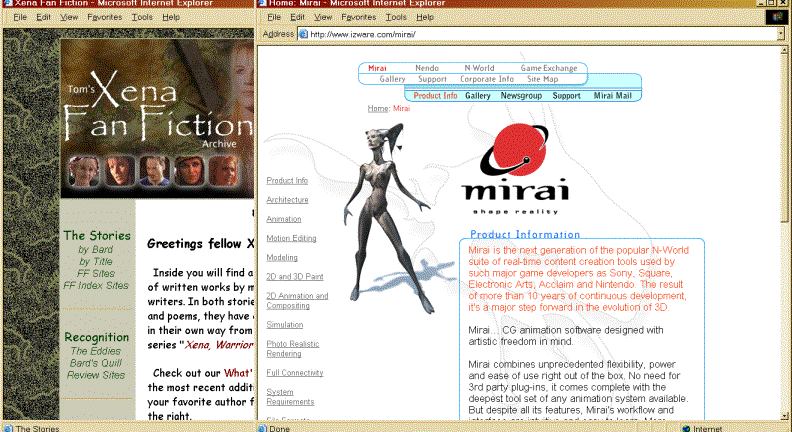 Xena Fan Fiction - Microsoft Internet Explorer
File Edit View Favorites Tools Help
Tom's Xena
Fan Fiction
Archive
The Stories
by Bard
by Title
FF Sites
FF Index Sites
Recognition
The Eddies
Bard's Quill
Review Sites
Greetings fellow X
Inside you will find a
of written works by m
writers. In both storie
and poems, they have
in their own way from
series "Xena, Warrior
Check out our What'
the most recent additi
your favorite author f
the right.
The Stories
Home: Mirai - Microsoft Internet Explorer
File Edit View Favorites Tools Help
Address http://www.izware.com/mirai/
Mirai Nendo N-World Game Exchange
Gallery Support Corporate Info Site Map
Product Info Gallery Newsgroup Support Mirai Mail
Home: Mirai
Product Info
Architecture
Animation
Motion Editing
Modeling
2D and 3D Paint
2D Animation and
Compositing
Simulation
Photo Realistic
Rendering
Full Connectivity
System
Requirements
File Formats
mirai
shape reality
Product Information
Mirai is the next generation of the popular N-World
suite of real-time content creation tools used by
such major game developers as Sony, Square,
Electronic Arts, Acclaim and Nintendo. The result
of more than 10 years of continuous development,
it's a major step forward in the evolution of 3D.
Mirai... CG animation software designed with
artistic freedom in mind.
Mirai combines unprecedented flexibility, power
and ease of use right out of the box. No need for
3rd party plug-ins, it comes complete with the
deepest tool set of any animation system available.
But despite all its features, Mirai's workflow and
interface are intuitive and easy to learn. More
Done
Internet